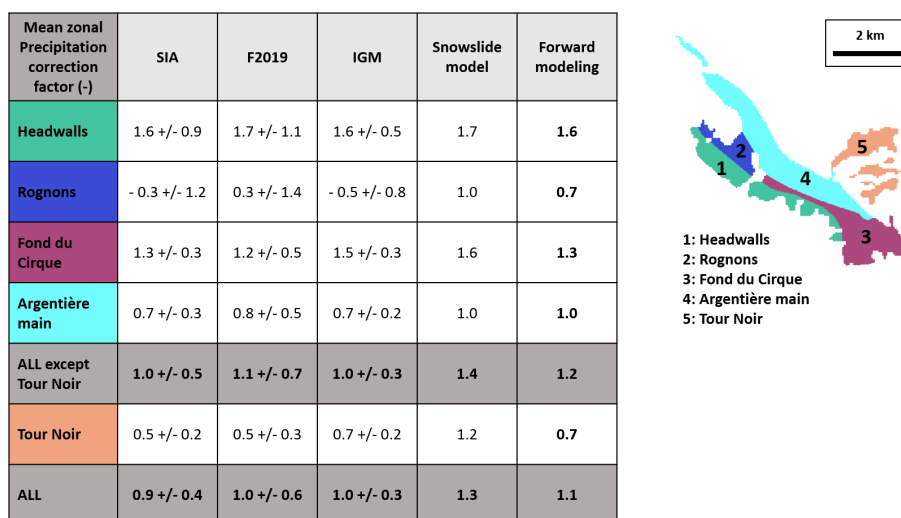 Mean zonal
Precipitation
correction
factor (-)
SIA
F2019
IGM
Snowslide
model
Forward
modeling
Headwalls
1.6 +/- 0.9
1.7 +/- 1.1
1.6 +/- 0.5
1.7
1.6
Rognons
- 0.3 +/- 1.2
0.3 +/- 1.4
- 0.5 +/- 0.8
1.0
0.7
Fond du
Cirque
1.3 +/- 0.3
1.2 +/- 0.5
1.5 +/- 0.3
1.6
1.3
Argentière
main
0.7 +/- 0.3
0.8 +/- 0.5
0.7 +/- 0.2
1.0
1.0
ALL except
Tour Noir
1.0 +/- 0.5
1.1 +/- 0.7
1.0 +/- 0.3
1.4
1.2
Tour Noir
0.5 +/- 0.2
0.5 +/- 0.3
0.7 +/- 0.2
1.2
0.7
ALL
0.9 +/- 0.4
1.0 +/- 0.6
1.0 +/- 0.3
1.3
1.1
2 km
1
2
3
4
5
1: Headwalls
2: Rognons
3: Fond du Cirque
4: Argentière main
5: Tour Noir